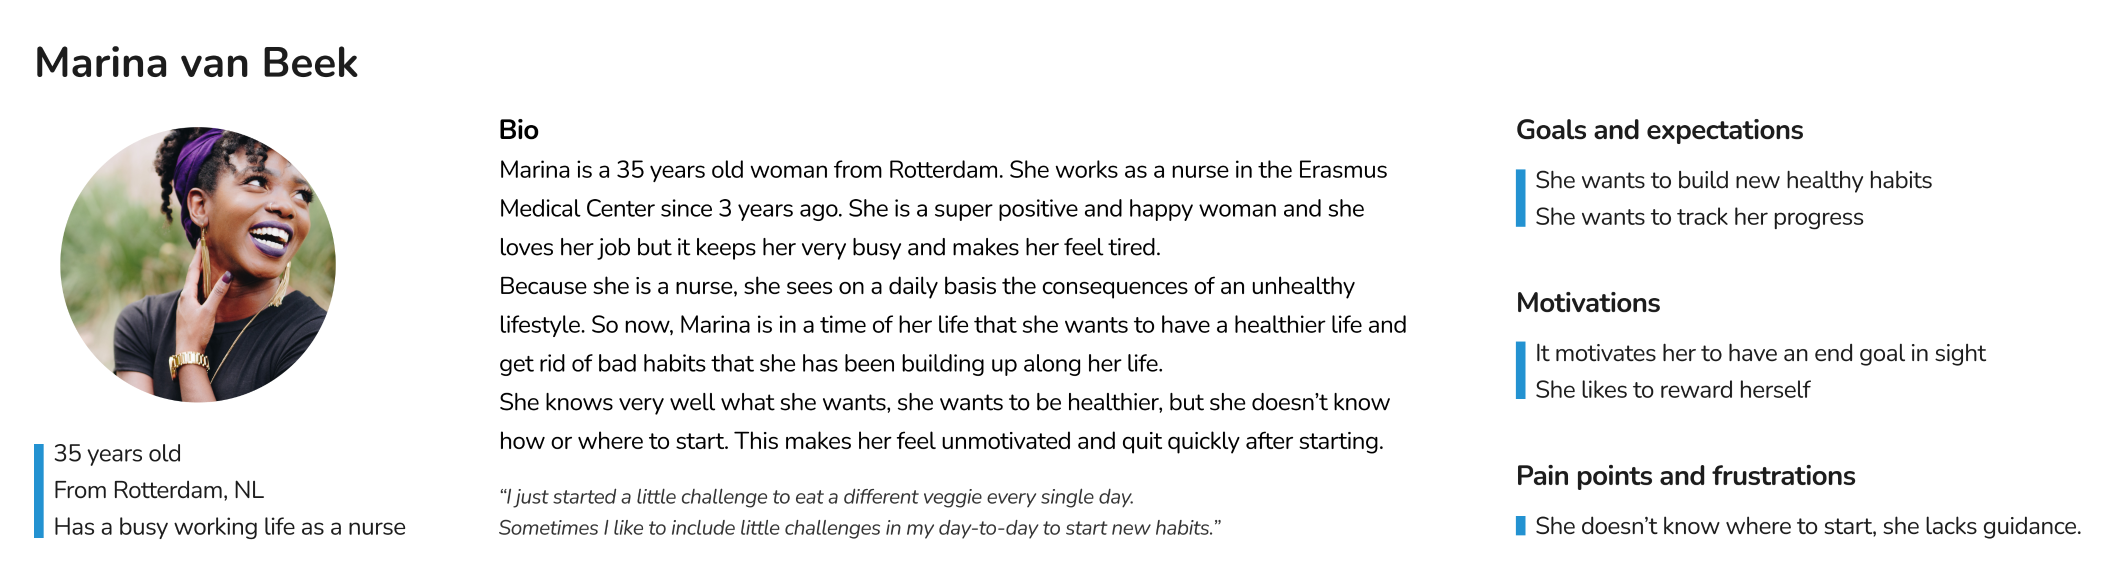 Marina van Beek
35 years old
From Rotterdam, NL
Has a busy working life as a nurse
Bio
Marina is a 35 years old woman from Rotterdam. She works as a nurse in the Erasmus
Medical Center since 3 years ago. She is a super positive and happy woman and she
loves her job but it keeps her very busy and makes her feel tired.
Because she is a nurse, she sees on a daily basis the consequences of an unhealthy
lifestyle. So now, Marina is in a time of her life that she wants to have a healthier life and
get rid of bad habits that she has been building up along her life.
She knows very well what she wants, she wants to be healthier, but she doesn’t know
how or where to start. This makes her feel unmotivated and quit quickly after starting.
“I just started a little challenge to eat a different veggie every single day.
Sometimes I like to include little challenges in my day-to-day to start new habits.”
Goals and expectations
She wants to build new healthy habits
She wants to track her progress
Motivations
It motivates her to have an end goal in sight
She likes to reward herself
Pain points and frustrations
She doesn’t know where to start, she lacks guidance.